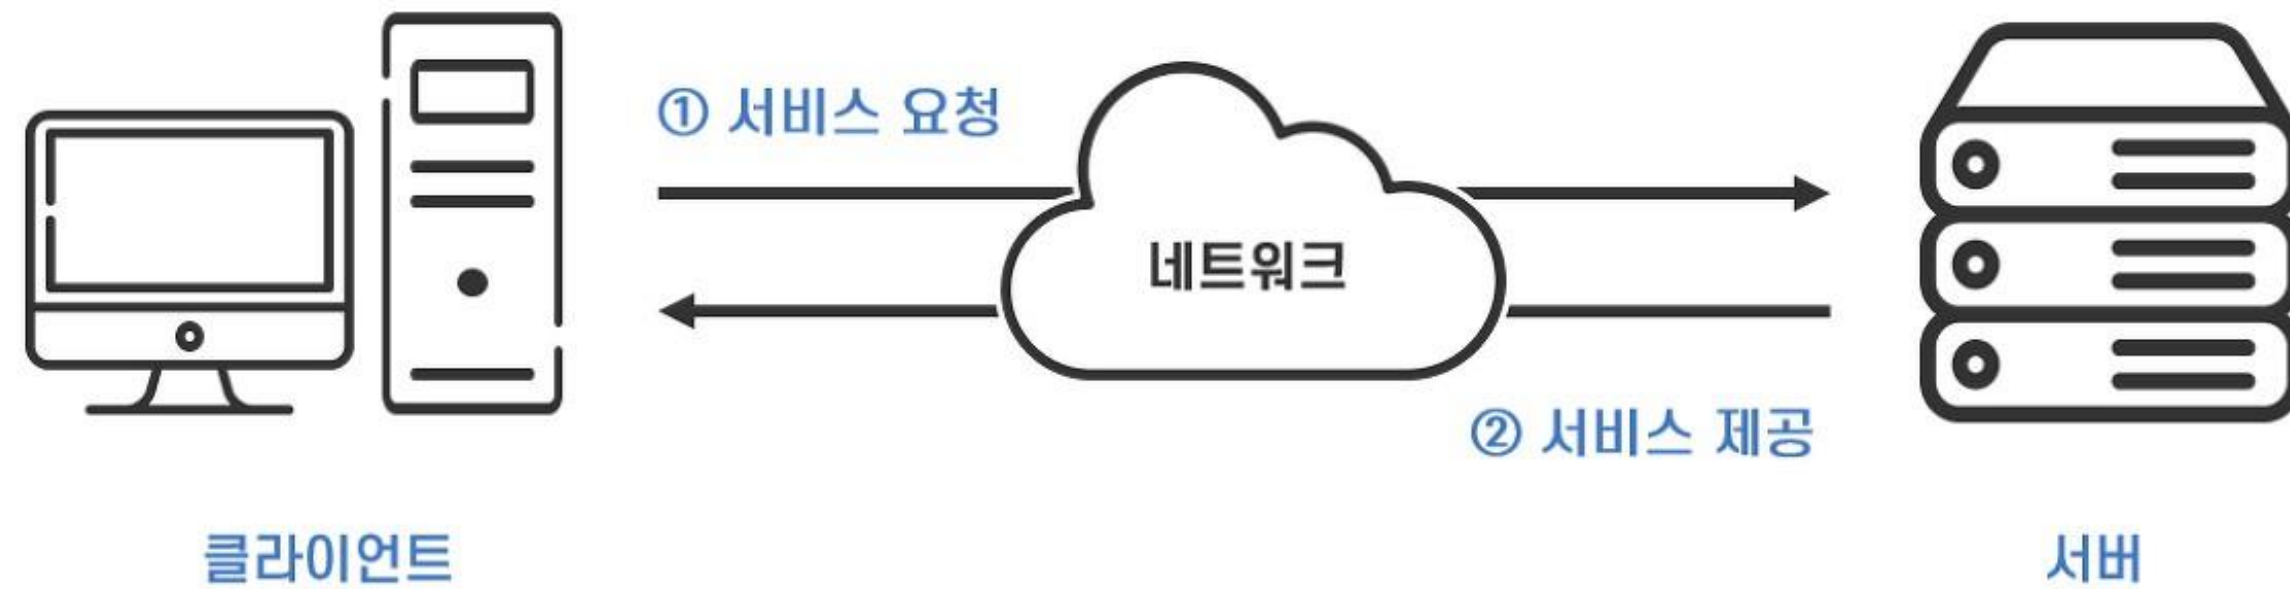 ① 서비스 요청
네트워크
② 서비스 제공
클라이언트
서버